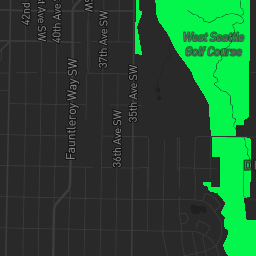 42nd
Ave SW
40th Ave
SW
37th Ave SW
35th Ave SW
36th Ave SW
Fauntleroy Way SW
West Seattle
Golf Course
D